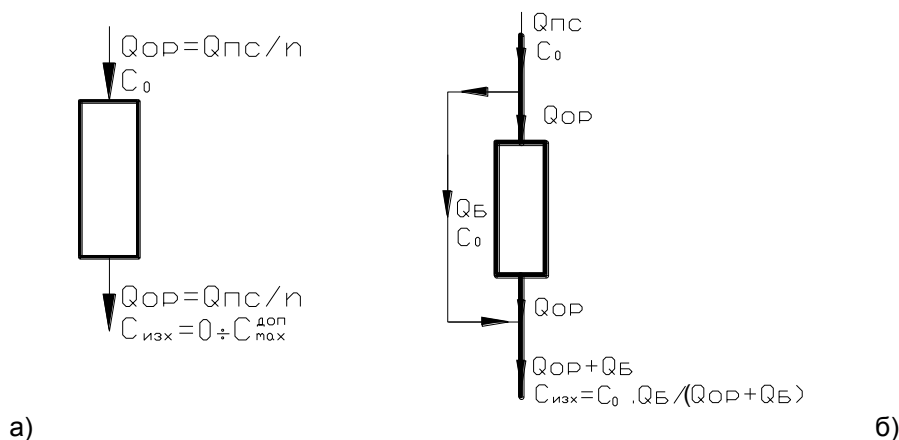 Qор=Qпс/n
C₀
Qор=Qпс/n
Cизх=0÷C доп max
а)
Qпс
C₀
Qор
QБ
C₀
Qор
Qор+QБ
Cизх=C₀.QБ/(Qор+QБ)
б)